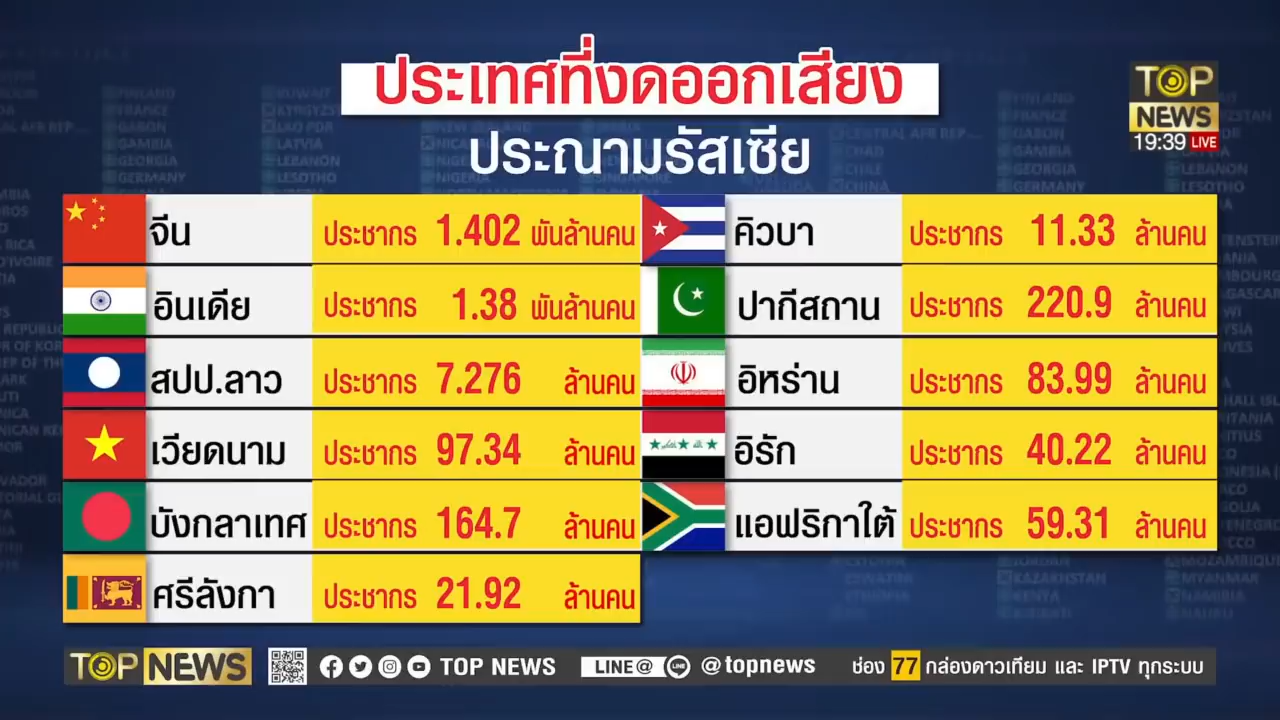 ประเทศที่งดออกเสียง
ประณามรัสเซีย
TOP
NEWS
19:39 LIVE
จีน ประชากร 1.402 พันล้านคน
อินเดีย ประชากร 1.38 พันล้านคน
สปป.ลาว ประชากร 7.276 ล้านคน
เวียดนาม ประชากร 97.34 ล้านคน
บังกลาเทศ ประชากร 164.7 ล้านคน
ศรีลังกา ประชากร 21.92 ล้านคน
คิวบา ประชากร 11.33 ล้านคน
ปากีสถาน ประชากร 220.9 ล้านคน
อิหร่าน ประชากร 83.99 ล้านคน
อิรัก ประชากร 40.22 ล้านคน
แอฟริกาใต้ ประชากร 59.31 ล้านคน
TOP NEWS TOP NEWS LINE@ @topnews ช่อง 77 กล่องดาวเทียม และ IPTV ทุกระบบ